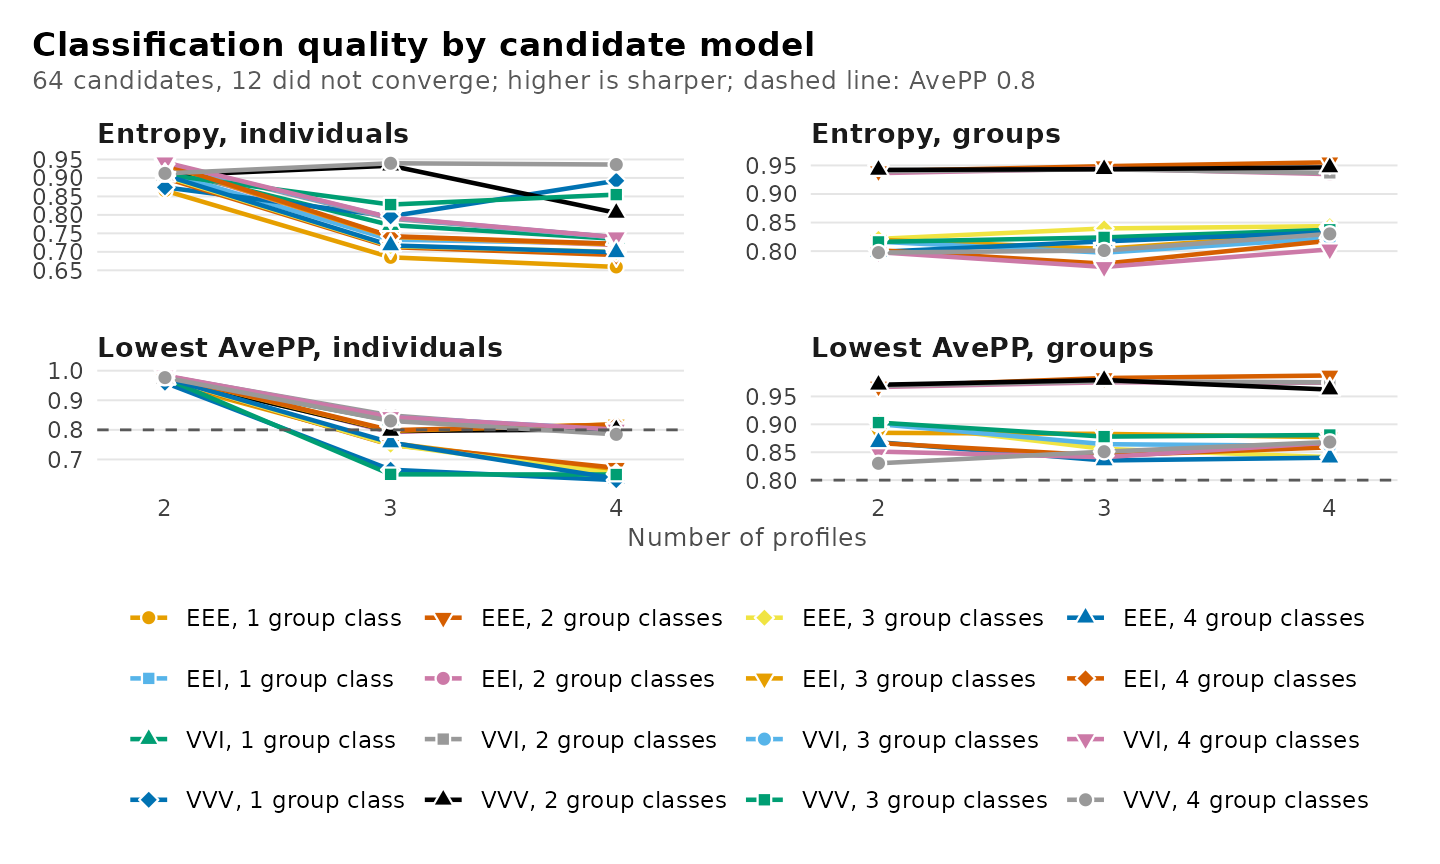 Classification quality by candidate model
64 candidates, 12 did not converge; higher is sharper; dashed line: AvePP 0.8
Entropy, individuals
0.95
0.90
0.85
0.80
0.75
0.70
0.65
Entropy, groups
0.95
0.90
0.85
0.80
Lowest AvePP, individuals
1.0
0.9
0.8
0.7
2 3 4
Lowest AvePP, groups
0.95
0.90
0.85
0.80
2 3 4
Number of profiles
EEE, 1 group class EEE, 2 group classes EEE, 3 group classes EEE, 4 group classes
EEI, 1 group class EEI, 2 group classes EEI, 3 group classes EEI, 4 group classes
VVI, 1 group class VVI, 2 group classes VVI, 3 group classes VVI, 4 group classes
VVV, 1 group class VVV, 2 group classes VVV, 3 group classes VVV, 4 group classes